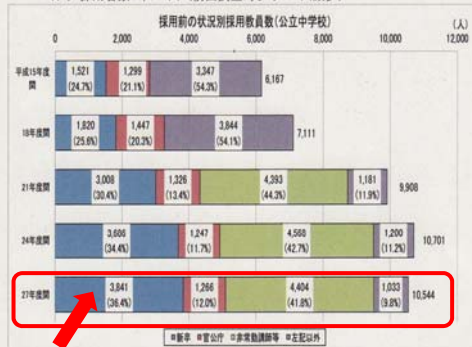 採用前の状況別採用教員数(公立中学校)
(人)
0 2,000 4,000 6,000 8,000 10,000 12,000
平成15年度間
1,521 (24.7%) 1,299 (21.1%) 3,347 (54.3%) 6,167
18年度間
1,820 (25.6%) 1,447 (20.3%) 3,844 (54.1%) 7,111
21年度間
3,008 (30.4%) 1,326 (13.4%) 4,393 (44.3%) 1,181 (11.9%) 9,908
24年度間
3,686 (34.4%) 1,247 (11.7%) 4,568 (42.7%) 1,200 (11.2%) 10,701
27年度間
3,841 (36.4%) 1,266 (12.0%) 4,404 (41.8%) 1,033 (9.8%) 10,544
■新卒 ■官公庁 □非常勤講師等 ■左記以外